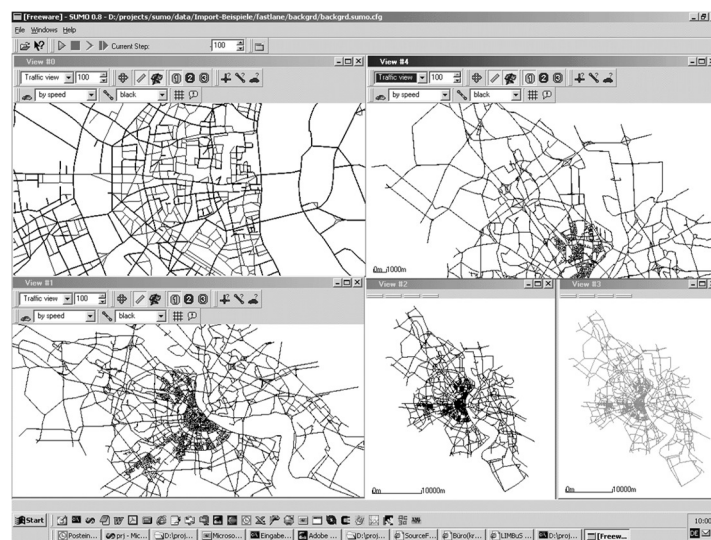 [Freeware] - SUMO 0.8 - D:/projects/sumo/data/Import-Beispiele/fastlane/backgrd/backgrd.sumo.cfg
File Windows Help
Current Step: 100
View #0
Traffic view 100
by speed black
View #4
Traffic view 100
by speed black
0m 1000m
View #1
Traffic view 100
by speed black
View #2
0m 10000m
View #3
0m 10000m
Start
10:00
Postein... prj - Mic... D:\proj... Microso... Eingabe... Adobe ... D:\proj... SourceF... Büro(kr... LIMBuS ... D:\proj... [Freew...
DE